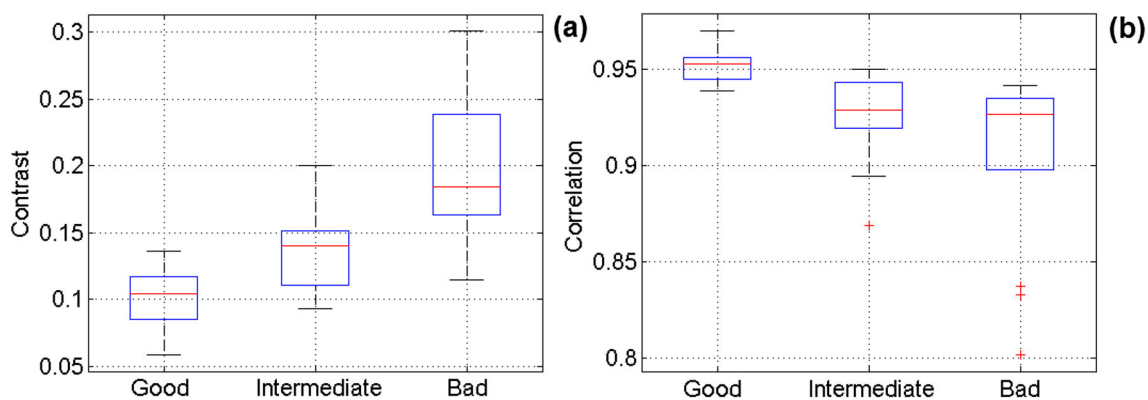 (a)
Contrast
0.3
0.25
0.2
0.15
0.1
0.05
Good Intermediate Bad
(b)
Correlation
0.95
0.9
0.85
0.8
Good Intermediate Bad